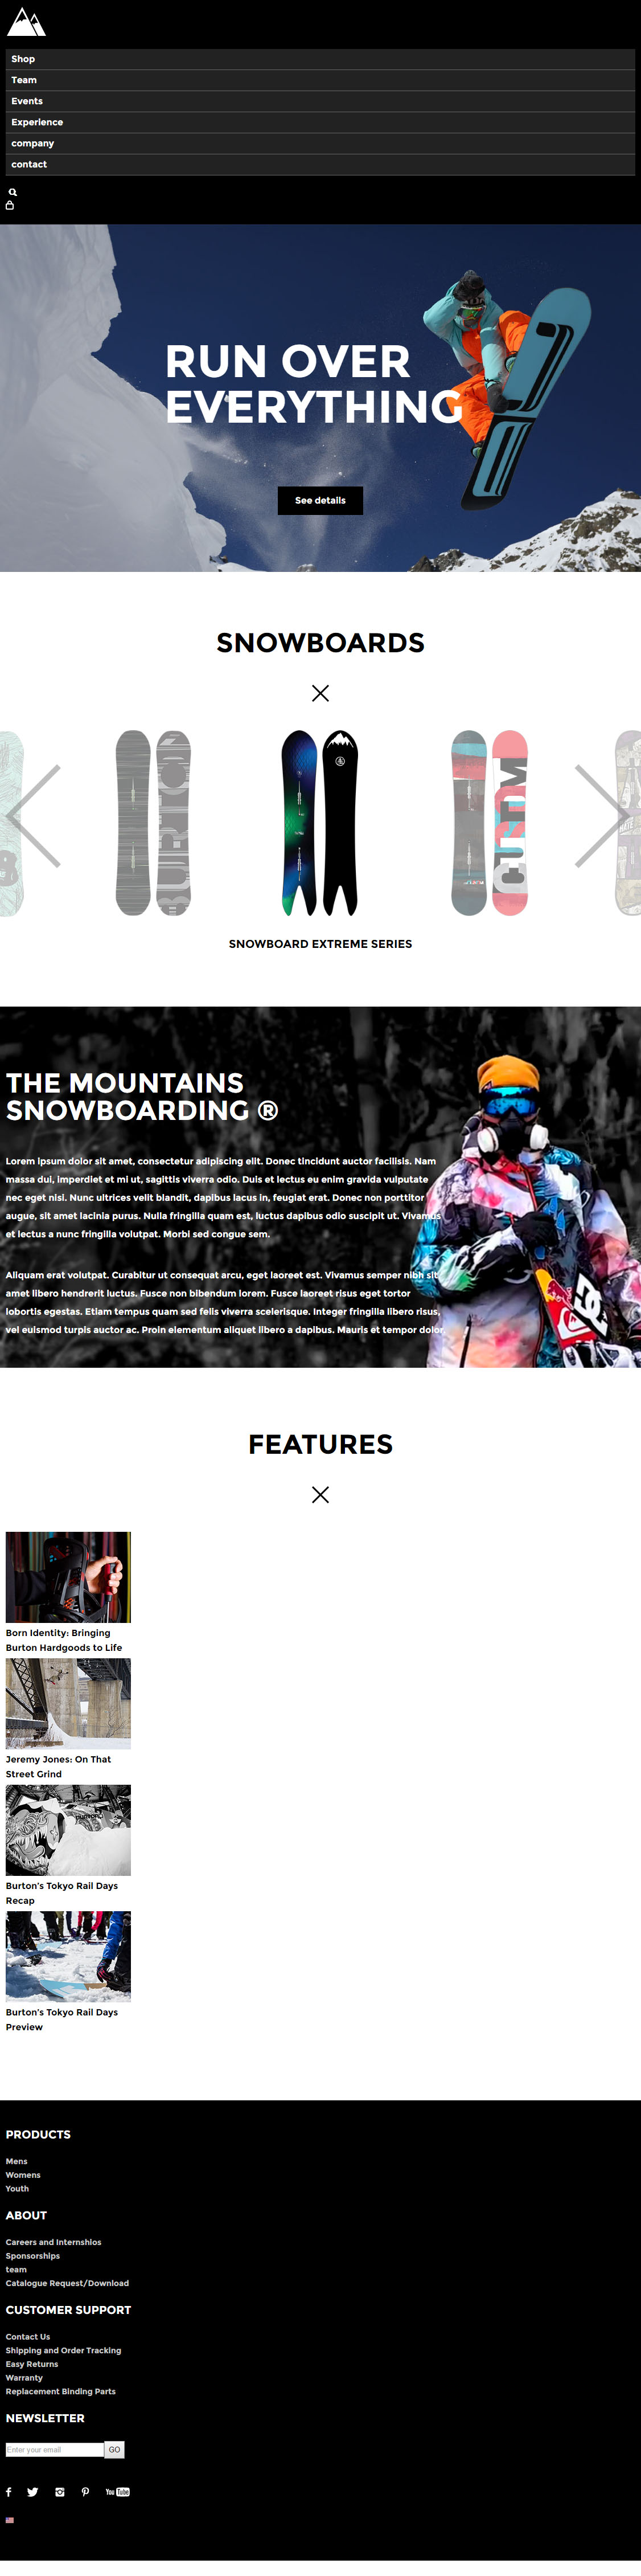 Shop
Team
Events
Experience
company
contact
RUN OVER
EVERYTHING
See details
SNOWBOARDS
BURTON
CUSTOM
SNOWBOARD EXTREME SERIES
THE MOUNTAINS
SNOWBOARDING ®
Lorem ipsum dolor sit amet, consectetur adipiscing elit. Donec tincidunt auctor facilisis. Nam
massa dui, imperdiet et mi ut, sagittis viverra odio. Duis et lectus eu enim gravida vulputate
nec eget nisl. Nunc ultrices velit blandit, dapibus lacus in, feugiat erat. Donec non porttitor
augue, sit amet lacinia purus. Nulla fringilla quam est, luctus dapibus odio suscipit ut. Vivamus
et lectus a nunc fringilla volutpat. Morbi sed congue sem.
Aliquam erat volutpat. Curabitur ut consequat arcu, eget laoreet est. Vivamus semper nibh sit
amet libero hendrerit luctus. Fusce non bibendum lorem. Fusce laoreet risus eget tortor
lobortis egestas. Etiam tempus quam sed felis viverra scelerisque. Integer fringilla libero risus,
vel euismod turpis auctor ac. Proin elementum aliquet libero a dapibus. Mauris et tempor dolor.
FEATURES
Born Identity: Bringing
Burton Hardgoods to Life
Jeremy Jones: On That
Street Grind
Burton's Tokyo Rail Days
Recap
Burton's Tokyo Rail Days
Preview
PRODUCTS
Mens
Womens
Youth
ABOUT
Careers and Internshios
Sponsorships
team
Catalogue Request/Download
CUSTOMER SUPPORT
Contact Us
Shipping and Order Tracking
Easy Returns
Warranty
Replacement Binding Parts
NEWSLETTER
Enter your email GO
You Tube